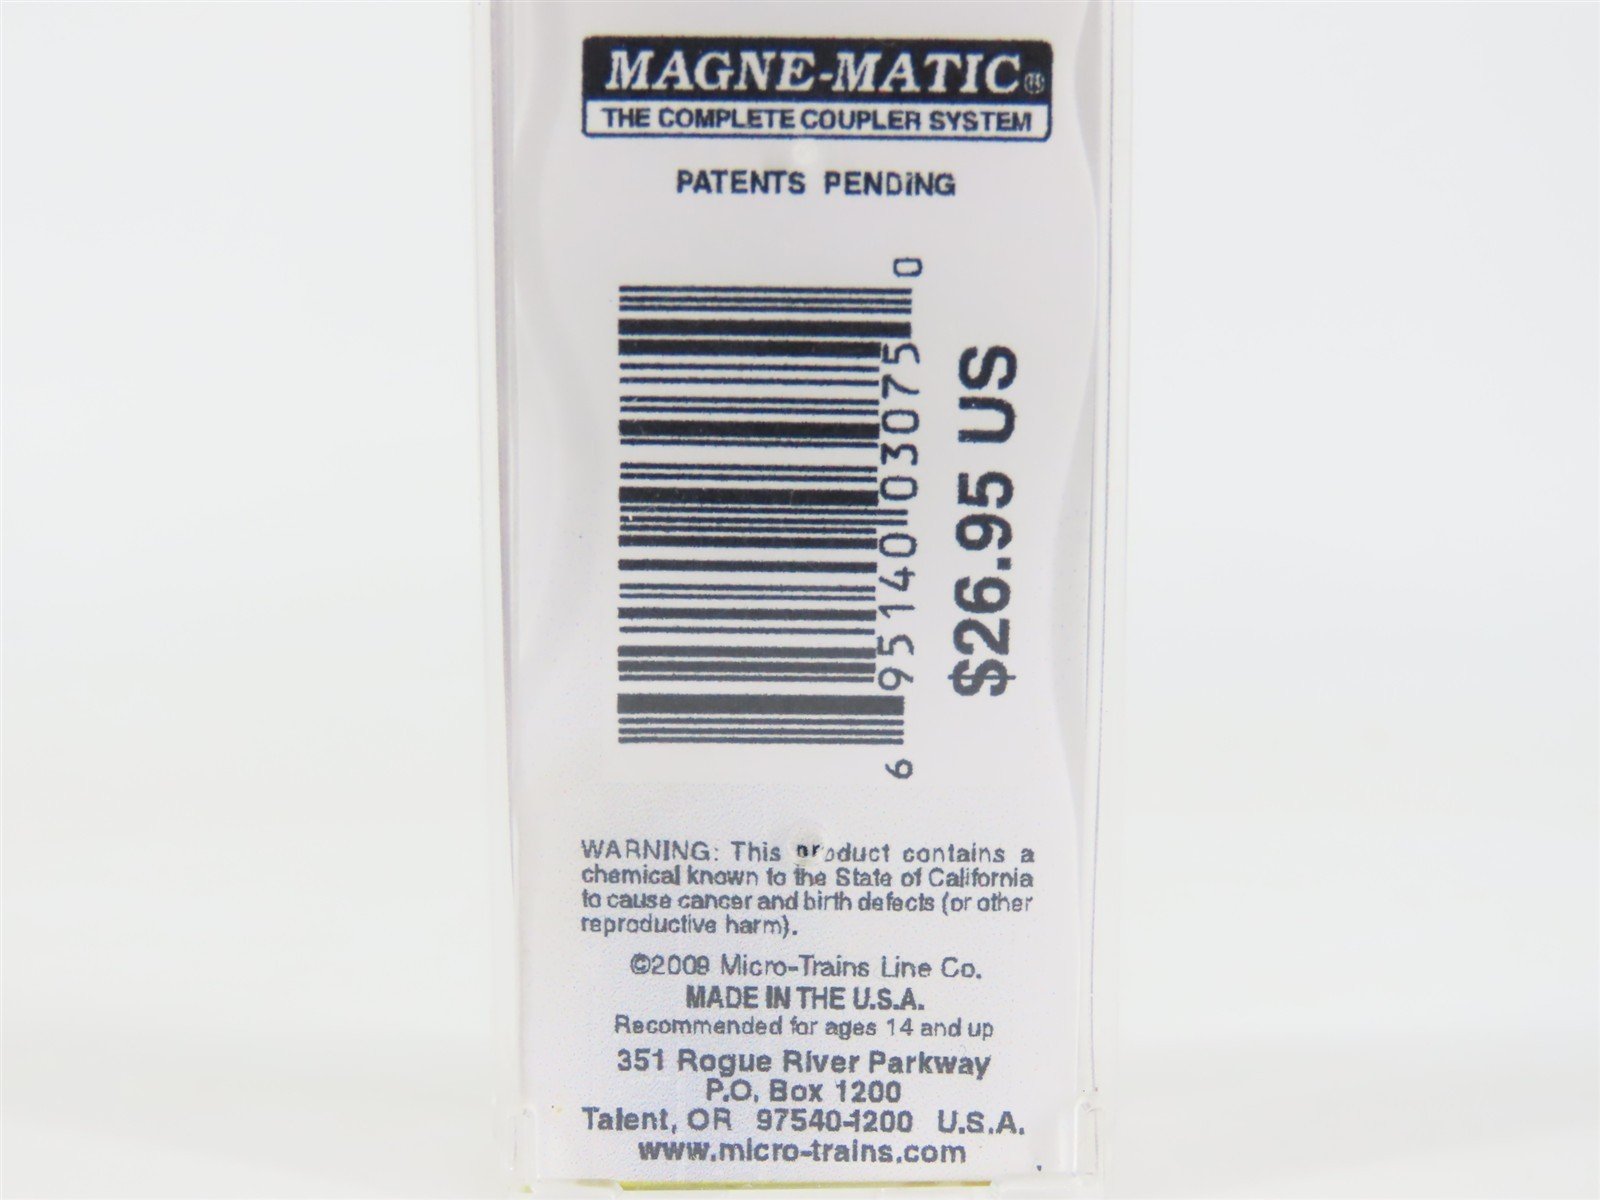 MAGNE-MATIC®
THE COMPLETE COUPLER SYSTEM
PATENTS PENDING
6 95140 03075 0
$26.95 US
WARNING: This product contains a
chemical known to the State of California
to cause cancer and birth defects (or other
reproductive harm).
©2009 Micro-Trains Line Co.
MADE IN THE U.S.A.
Recommended for ages 14 and up
351 Rogue River Parkway
P.O. Box 1200
Talent, OR 97540-1200 U.S.A.
www.micro-trains.com